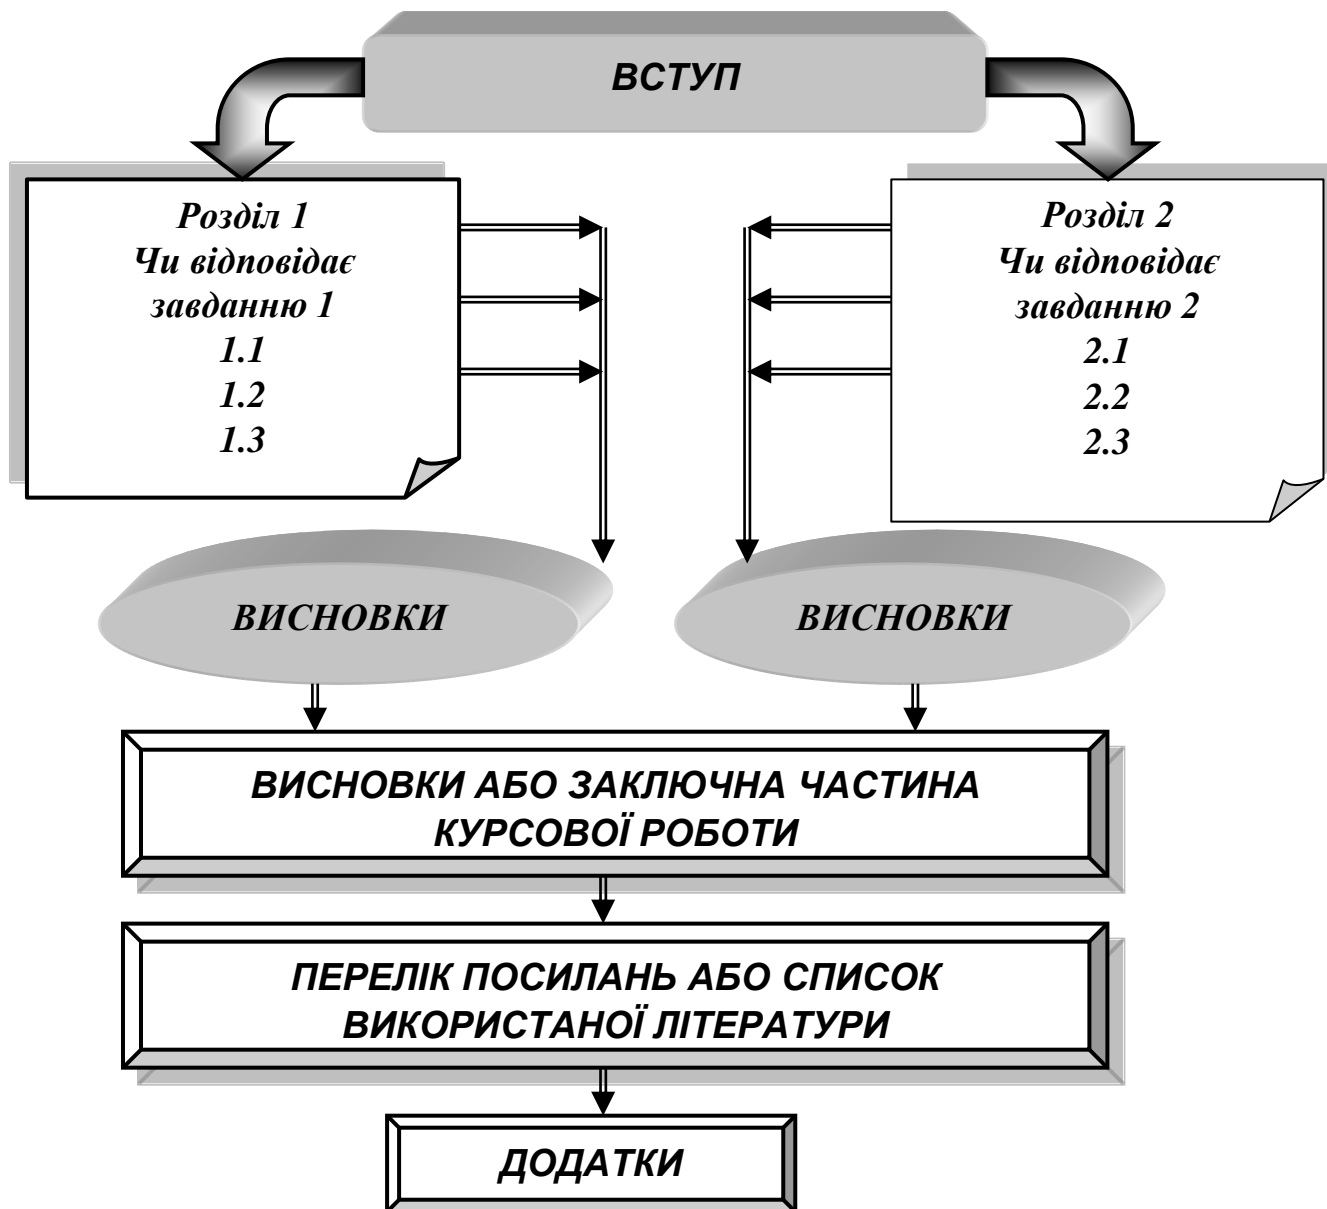 ВСТУП
Розділ 1
Чи відповідає
завданню 1
1.1
1.2
1.3
Розділ 2
Чи відповідає
завданню 2
2.1
2.2
2.3
ВИСНОВКИ
ВИСНОВКИ
ВИСНОВКИ АБО ЗАКЛЮЧНА ЧАСТИНА
КУРСОВОЇ РОБОТИ
ПЕРЕЛІК ПОСИЛАНЬ АБО СПИСОК
ВИКОРИСТАНОЇ ЛІТЕРАТУРИ
ДОДАТКИ